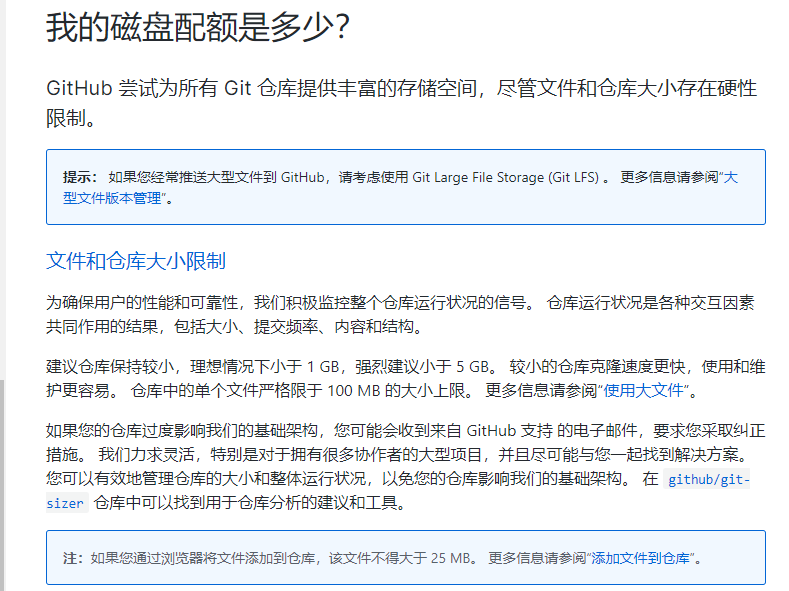 我的磁盘配额是多少？
GitHub 尝试为所有 Git 仓库提供丰富的存储空间，尽管文件和仓库大小存在硬性
限制。
提示： 如果您经常推送大型文件到 GitHub，请考虑使用 Git Large File Storage (Git LFS) 。 更多信息请参阅“大
型文件版本管理”。
文件和仓库大小限制
为确保用户的性能和可靠性，我们积极监控整个仓库运行状况的信号。 仓库运行状况是各种交互因素
共同作用的结果，包括大小、提交频率、内容和结构。
建议仓库保持较小，理想情况下小于 1 GB，强烈建议小于 5 GB。 较小的仓库克隆速度更快，使用和维
护更容易。 仓库中的单个文件严格限于 100 MB 的大小上限。 更多信息请参阅“使用大文件”。
如果您的仓库过度影响我们的基础架构，您可能会收到来自 GitHub 支持 的电子邮件，要求您采取纠正
措施。 我们力求灵活，特别是对于拥有很多协作者的大型项目，并且尽可能与您一起找到解决方案。
您可以有效地管理仓库的大小和整体运行状况，以免您的仓库影响我们的基础架构。 在 github/git-
sizer 仓库中可以找到用于仓库分析的建议和工具。
注：如果您通过浏览器将文件添加到仓库，该文件不得大于 25 MB。 更多信息请参阅“添加文件到仓库”。